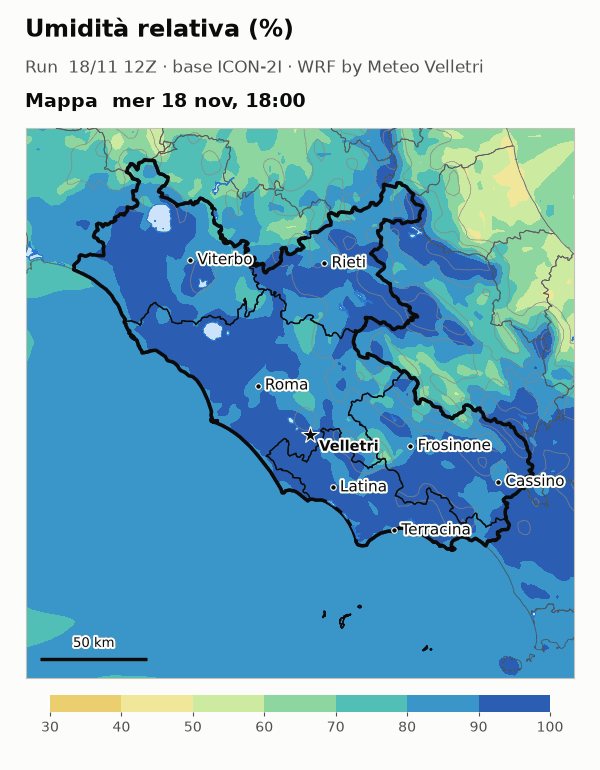 Umidità relativa (%)
Run  18/11 12Z · base ICON-2I · WRF by Meteo Velletri
Mappa  mer 18 nov, 18:00
Viterbo
Rieti
Roma
Velletri
Frosinone
Cassino
Latina
Terracina
50 km
30 40 50 60 70 80 90 100